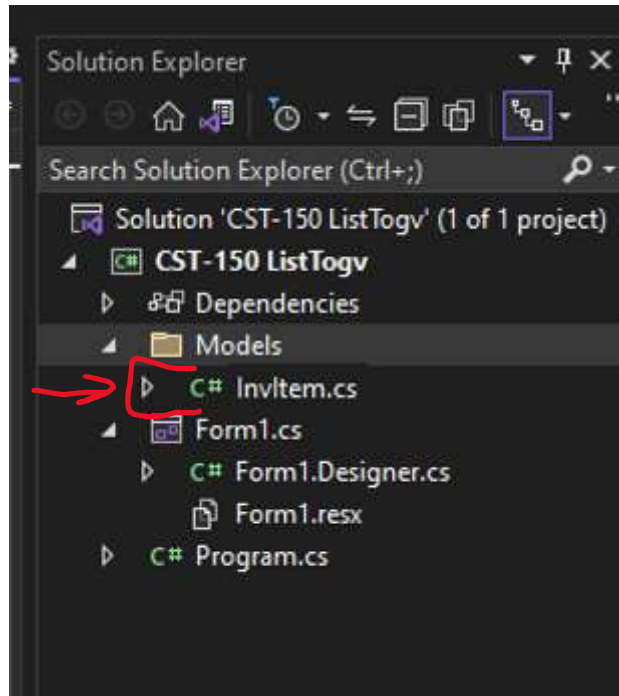 Solution Explorer
Search Solution Explorer (Ctrl+;)
Solution 'CST-150 ListTogv' (1 of 1 project)
C# CST-150 ListTogv
Dependencies
Models
C# InvItem.cs
Form1.cs
C# Form1.Designer.cs
Form1.resx
C# Program.cs